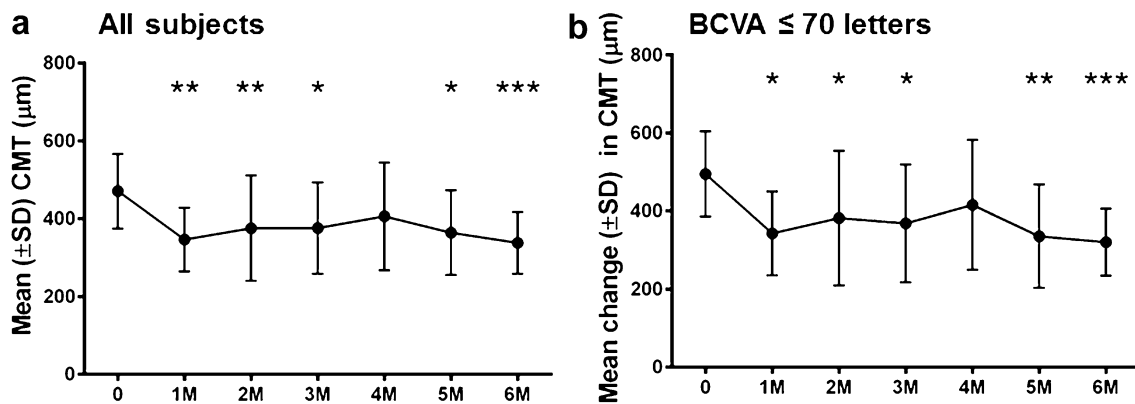 a All subjects
Mean (±SD) CMT (μm)
800
600
400
200
0
** ** * * ***
0 1M 2M 3M 4M 5M 6M
b BCVA ≤ 70 letters
Mean change (±SD) in CMT (μm)
800
600
400
200
0
* * * ** ***
0 1M 2M 3M 4M 5M 6M